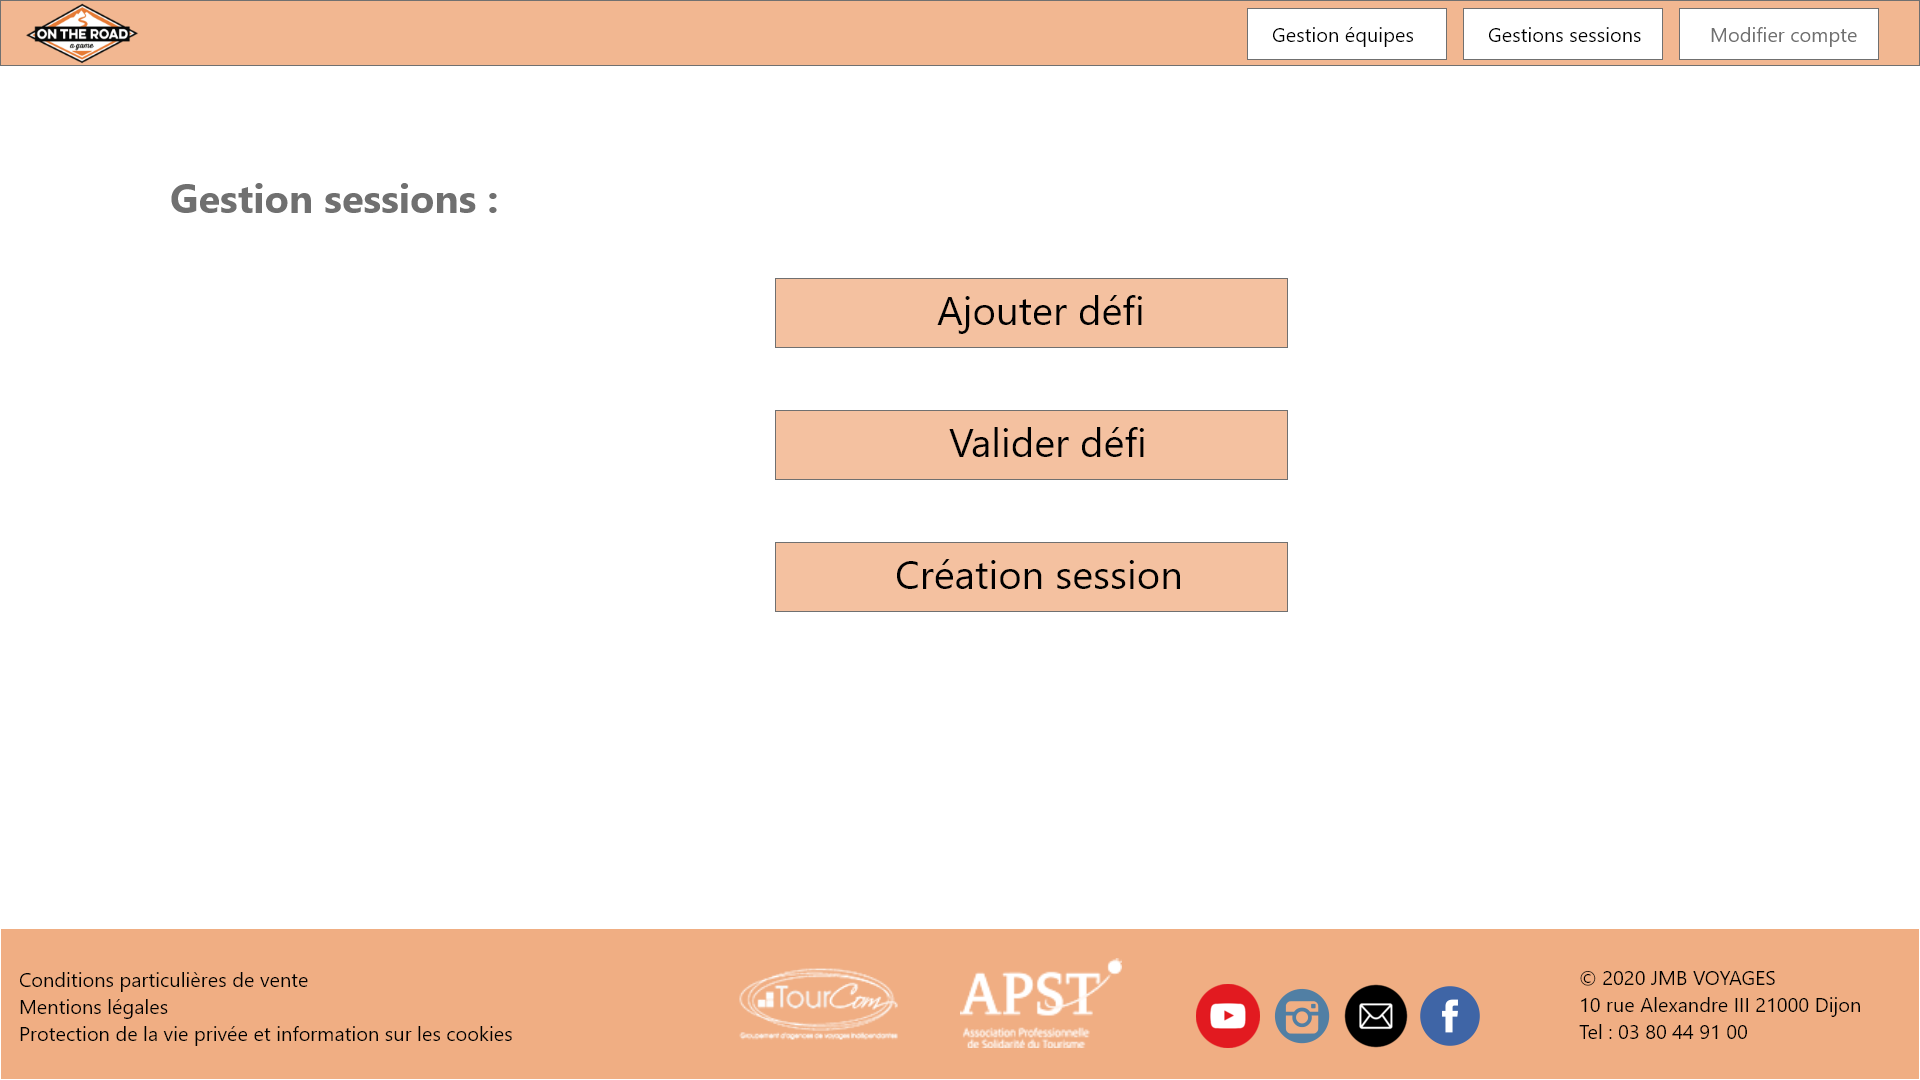 ON THE ROAD
a game
Gestion équipes
Gestions sessions
Modifier compte
Gestion sessions :
Ajouter défi
Valider défi
Création session
Conditions particulières de vente
Mentions légales
Protection de la vie privée et information sur les cookies
TourCom
Groupement d'agences de voyages indépendantes
APST
Association Professionnelle
de Solidarité du Tourisme
© 2020 JMB VOYAGES
10 rue Alexandre III 21000 Dijon
Tel : 03 80 44 91 00